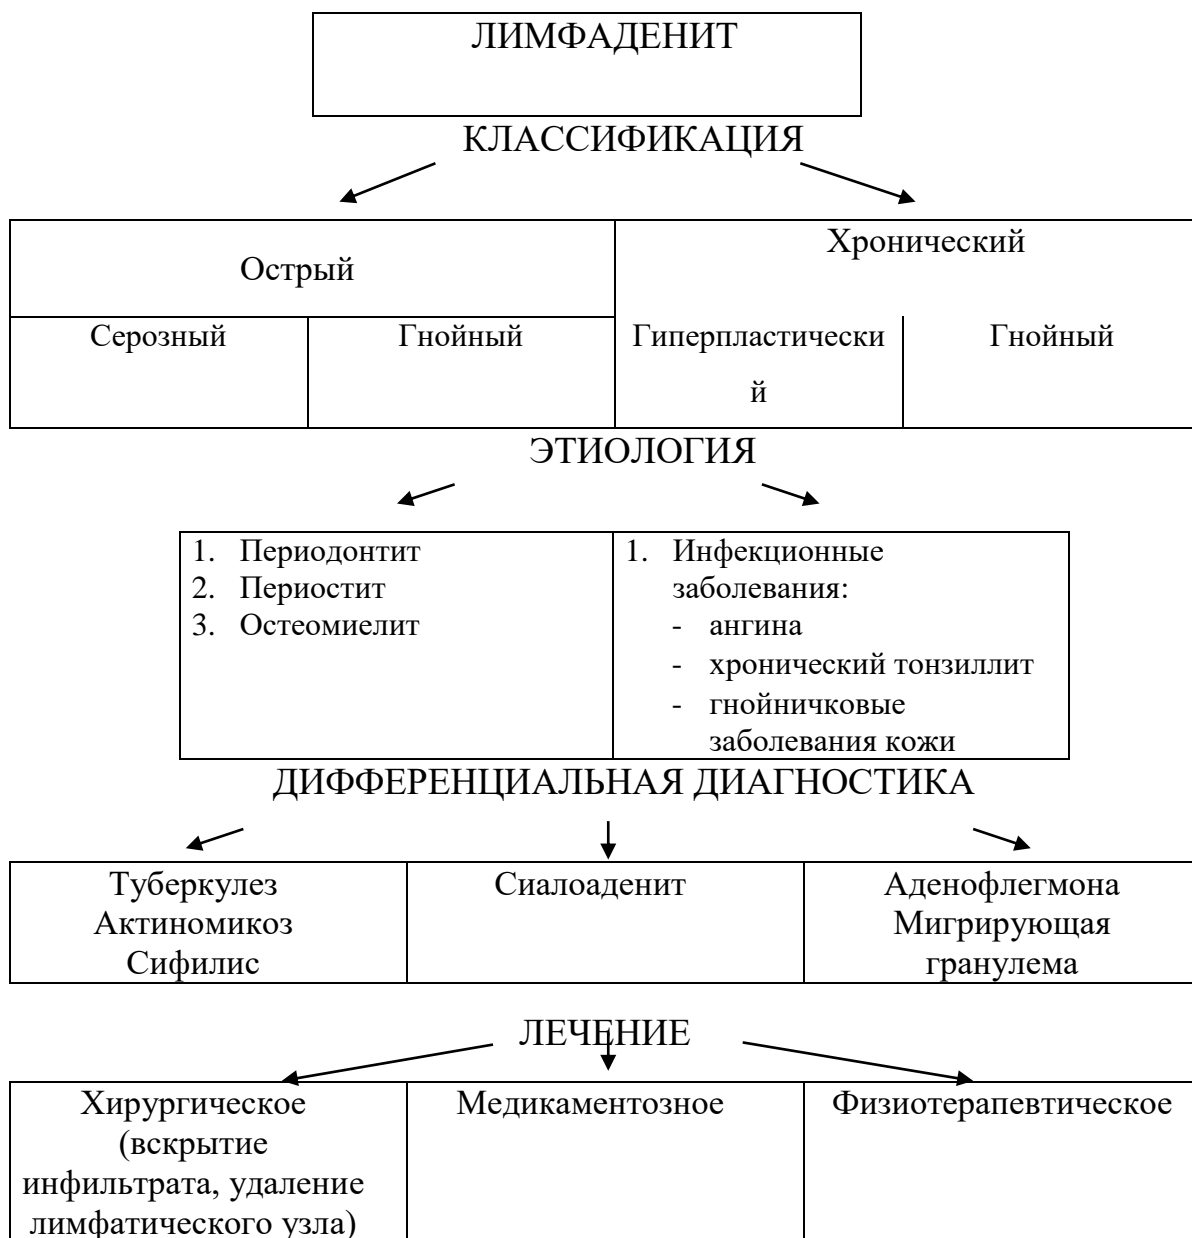 ЛИМФАДЕНИТ
КЛАССИФИКАЦИЯ
Острый
Хронический
Серозный
Гнойный
Гиперпластически
й
Гнойный
ЭТИОЛОГИЯ
1. Периодонтит
2. Периостит
3. Остеомиелит
1. Инфекционные
заболевания:
- ангина
- хронический тонзиллит
- гнойничковые
заболевания кожи
ДИФФЕРЕНЦИАЛЬНАЯ ДИАГНОСТИКА
Туберкулез
Актиномикоз
Сифилис
Сиалоаденит
Аденофлегмона
Мигрирующая
гранулема
ЛЕЧЕНИЕ
Хирургическое
(вскрытие
инфильтрата, удаление
лимфатического узла)
Медикаментозное
Физиотерапевтическое